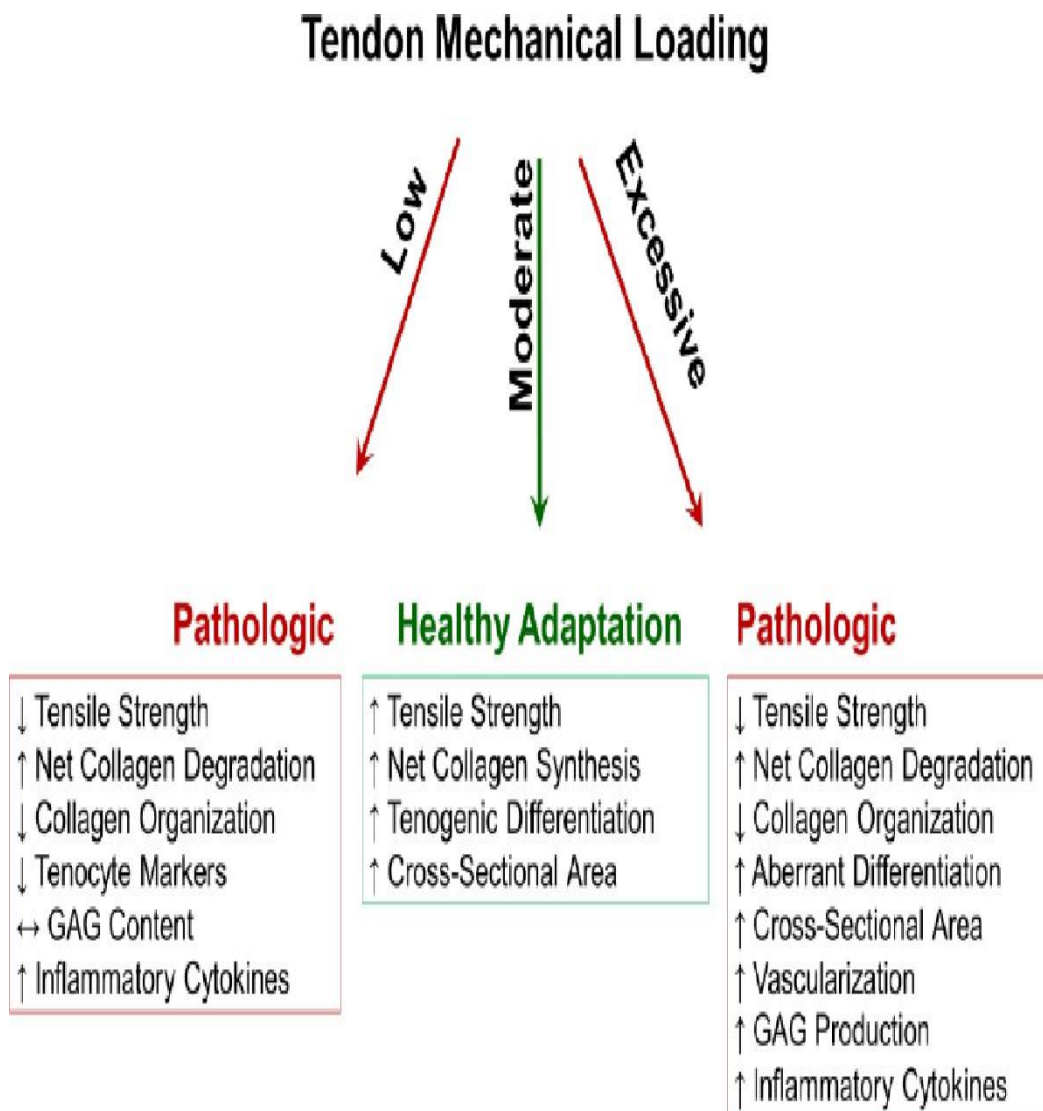 Tendon Mechanical Loading
Low
Moderate
Excessive
Pathologic
↓ Tensile Strength
↑ Net Collagen Degradation
↓ Collagen Organization
↓ Tenocyte Markers
↔ GAG Content
↑ Inflammatory Cytokines
Healthy Adaptation
↑ Tensile Strength
↑ Net Collagen Synthesis
↑ Tenogenic Differentiation
↑ Cross-Sectional Area
Pathologic
↓ Tensile Strength
↑ Net Collagen Degradation
↓ Collagen Organization
↑ Aberrant Differentiation
↑ Cross-Sectional Area
↑ Vascularization
↑ GAG Production
↑ Inflammatory Cytokines